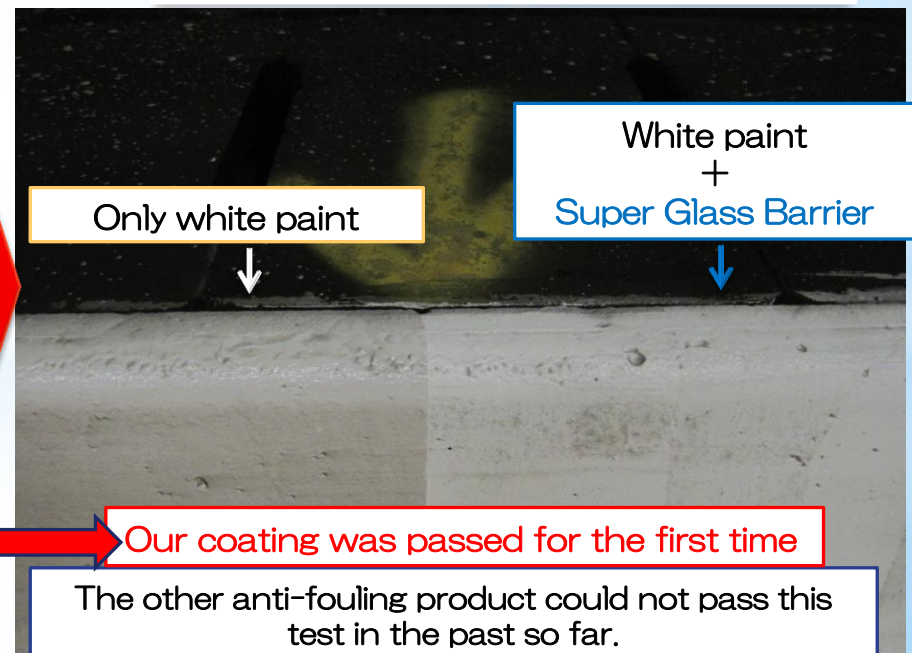 White paint
+
Super Glass Barrier
Only white paint
Our coating was passed for the first time
The other anti-fouling product could not pass this
test in the past so far.